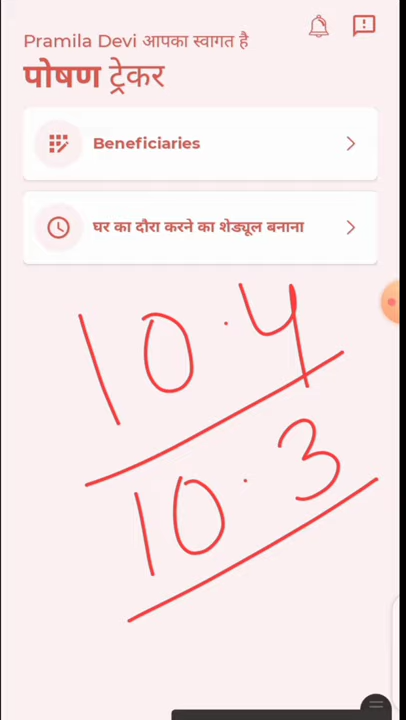 Pramila Devi आपका स्वागत है
पोषण ट्रेकर
Beneficiaries
घर का दौरा करने का शेड्यूल बनाना
10.4
10.3